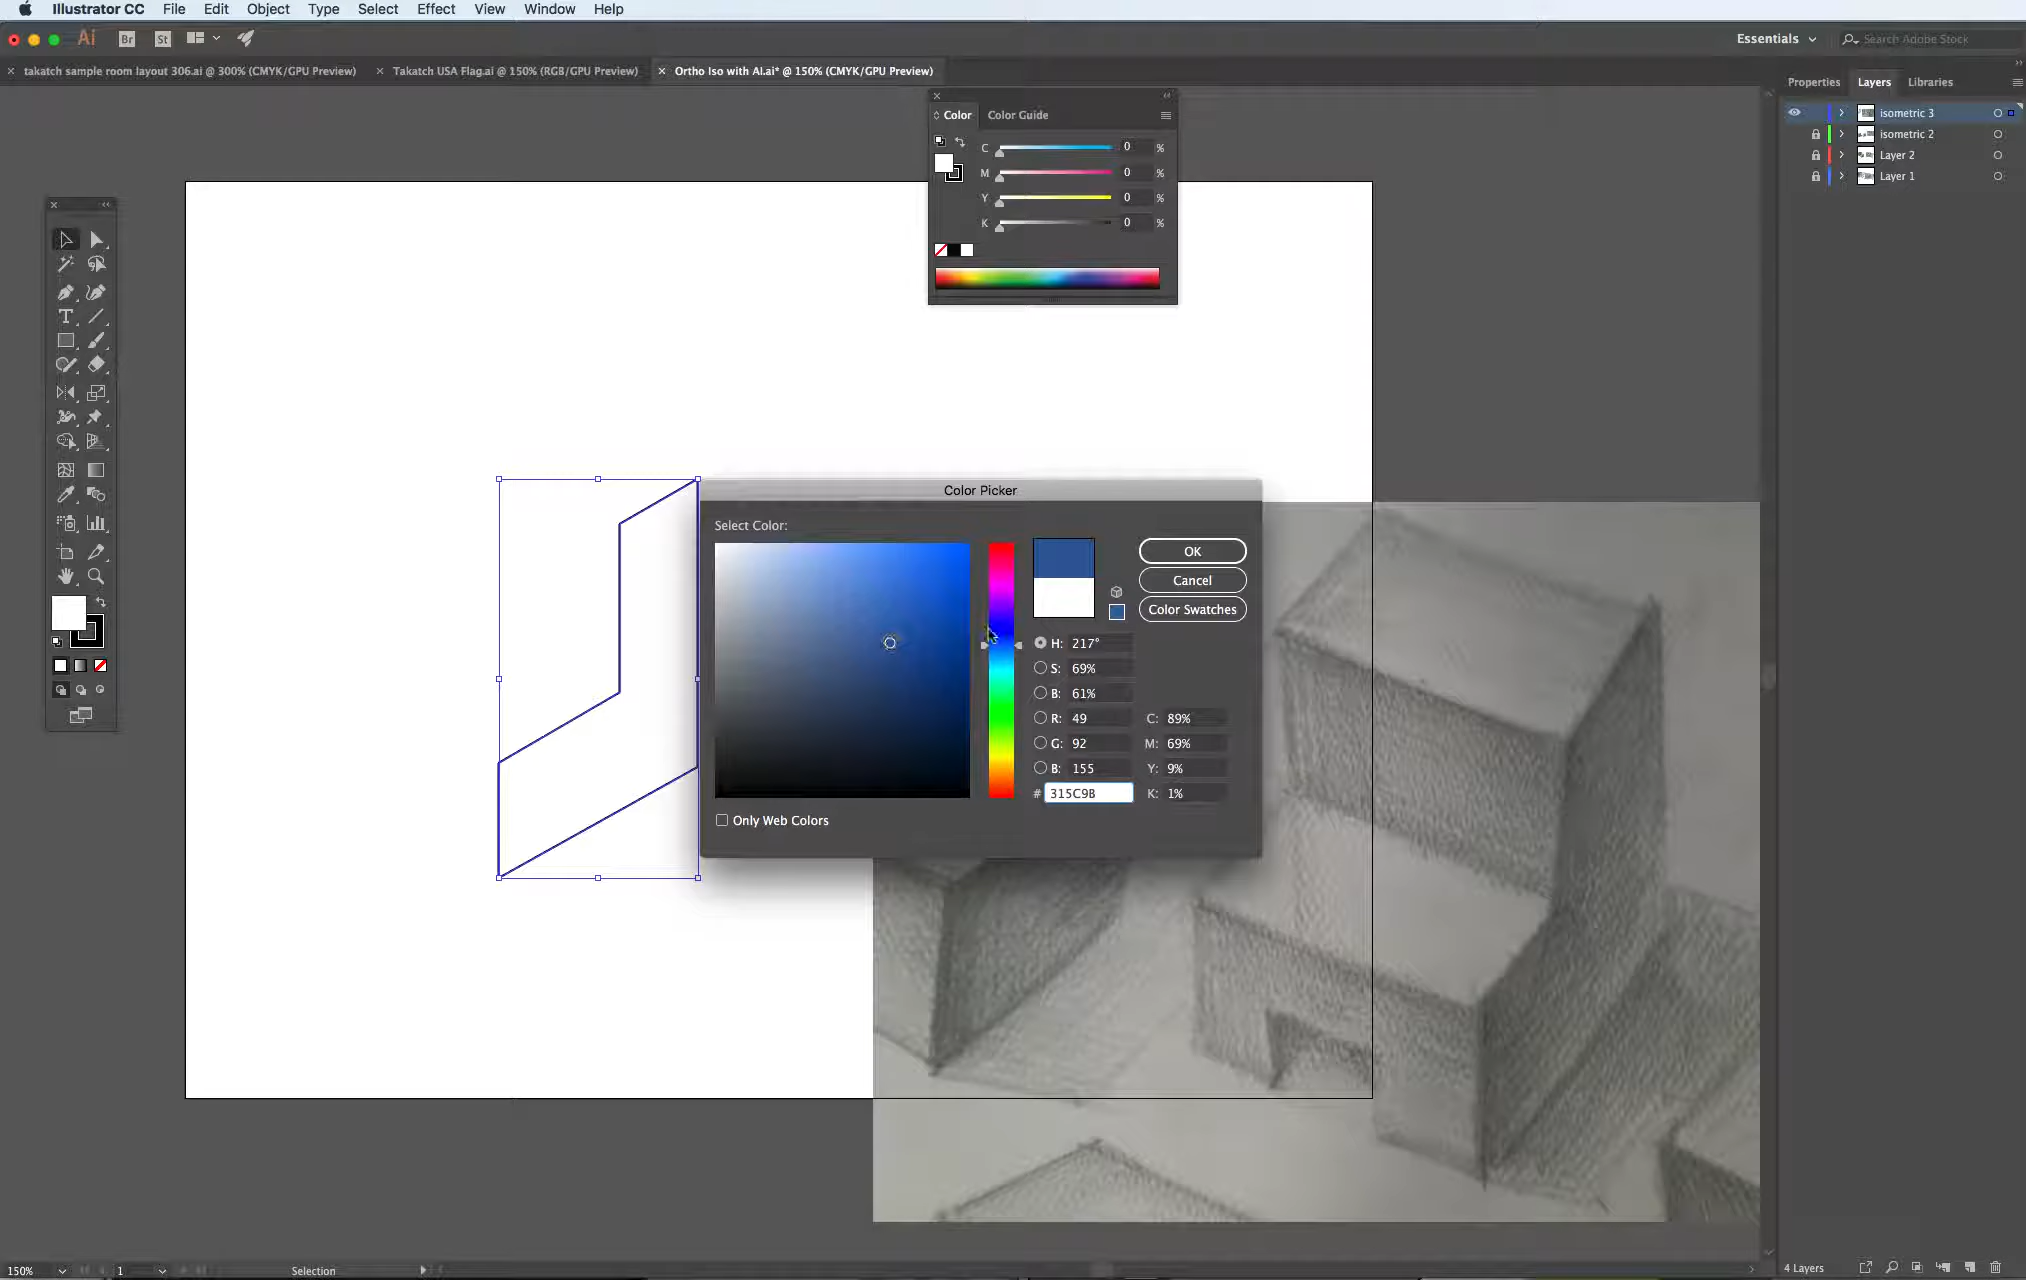 Illustrator CC File Edit Object Type Select Effect View Window Help
Ai Br St Essentials Search Adobe Stock
takatch sample room layout 306.ai @ 300% (CMYK/GPU Preview) Takatch USA Flag.ai @ 150% (RGB/GPU Preview) Ortho Iso with AI.ai* @ 150% (CMYK/GPU Preview)
Properties Layers Libraries
Color Color Guide
C 0 %
M 0 %
Y 0 %
K 0 %
isometric 3
isometric 2
Layer 2
Layer 1
Color Picker
Select Color:
OK
Cancel
Color Swatches
H: 217°
S: 69%
B: 61%
R: 49 C: 89%
G: 92 M: 69%
B: 155 Y: 9%
# 315C9B K: 1%
Only Web Colors
150% 1 Selection
4 Layers